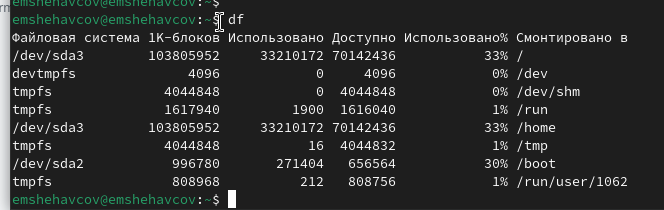 emshehavcov@emshehavcov:~$
emshehavcov@emshehavcov:~$ df
Файловая система 1K-блоков Использовано Доступно Использовано% Смонтировано в
/dev/sda3 103805952 33210172 70142436 33% /
devtmpfs 4096 0 4096 0% /dev
tmpfs 4044848 0 4044848 0% /dev/shm
tmpfs 1617940 1900 1616040 1% /run
/dev/sda3 103805952 33210172 70142436 33% /home
tmpfs 4044848 16 4044832 1% /tmp
/dev/sda2 996780 271404 656564 30% /boot
tmpfs 808968 212 808756 1% /run/user/1062
emshehavcov@emshehavcov:~$